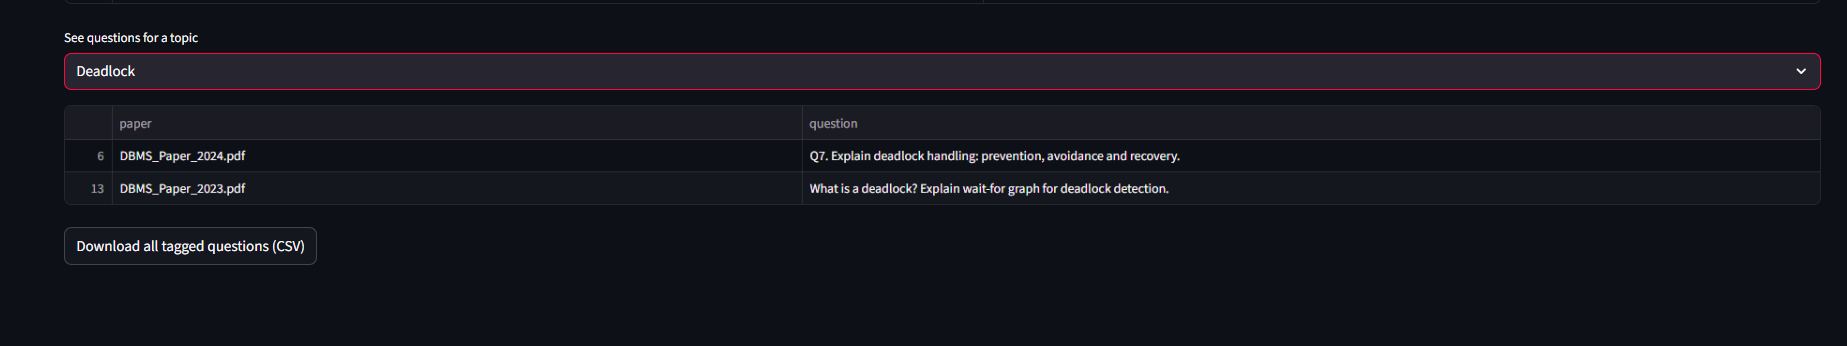 See questions for a topic
Deadlock
paper question
6 DBMS_Paper_2024.pdf Q7. Explain deadlock handling: prevention, avoidance and recovery.
13 DBMS_Paper_2023.pdf What is a deadlock? Explain wait-for graph for deadlock detection.
Download all tagged questions (CSV)